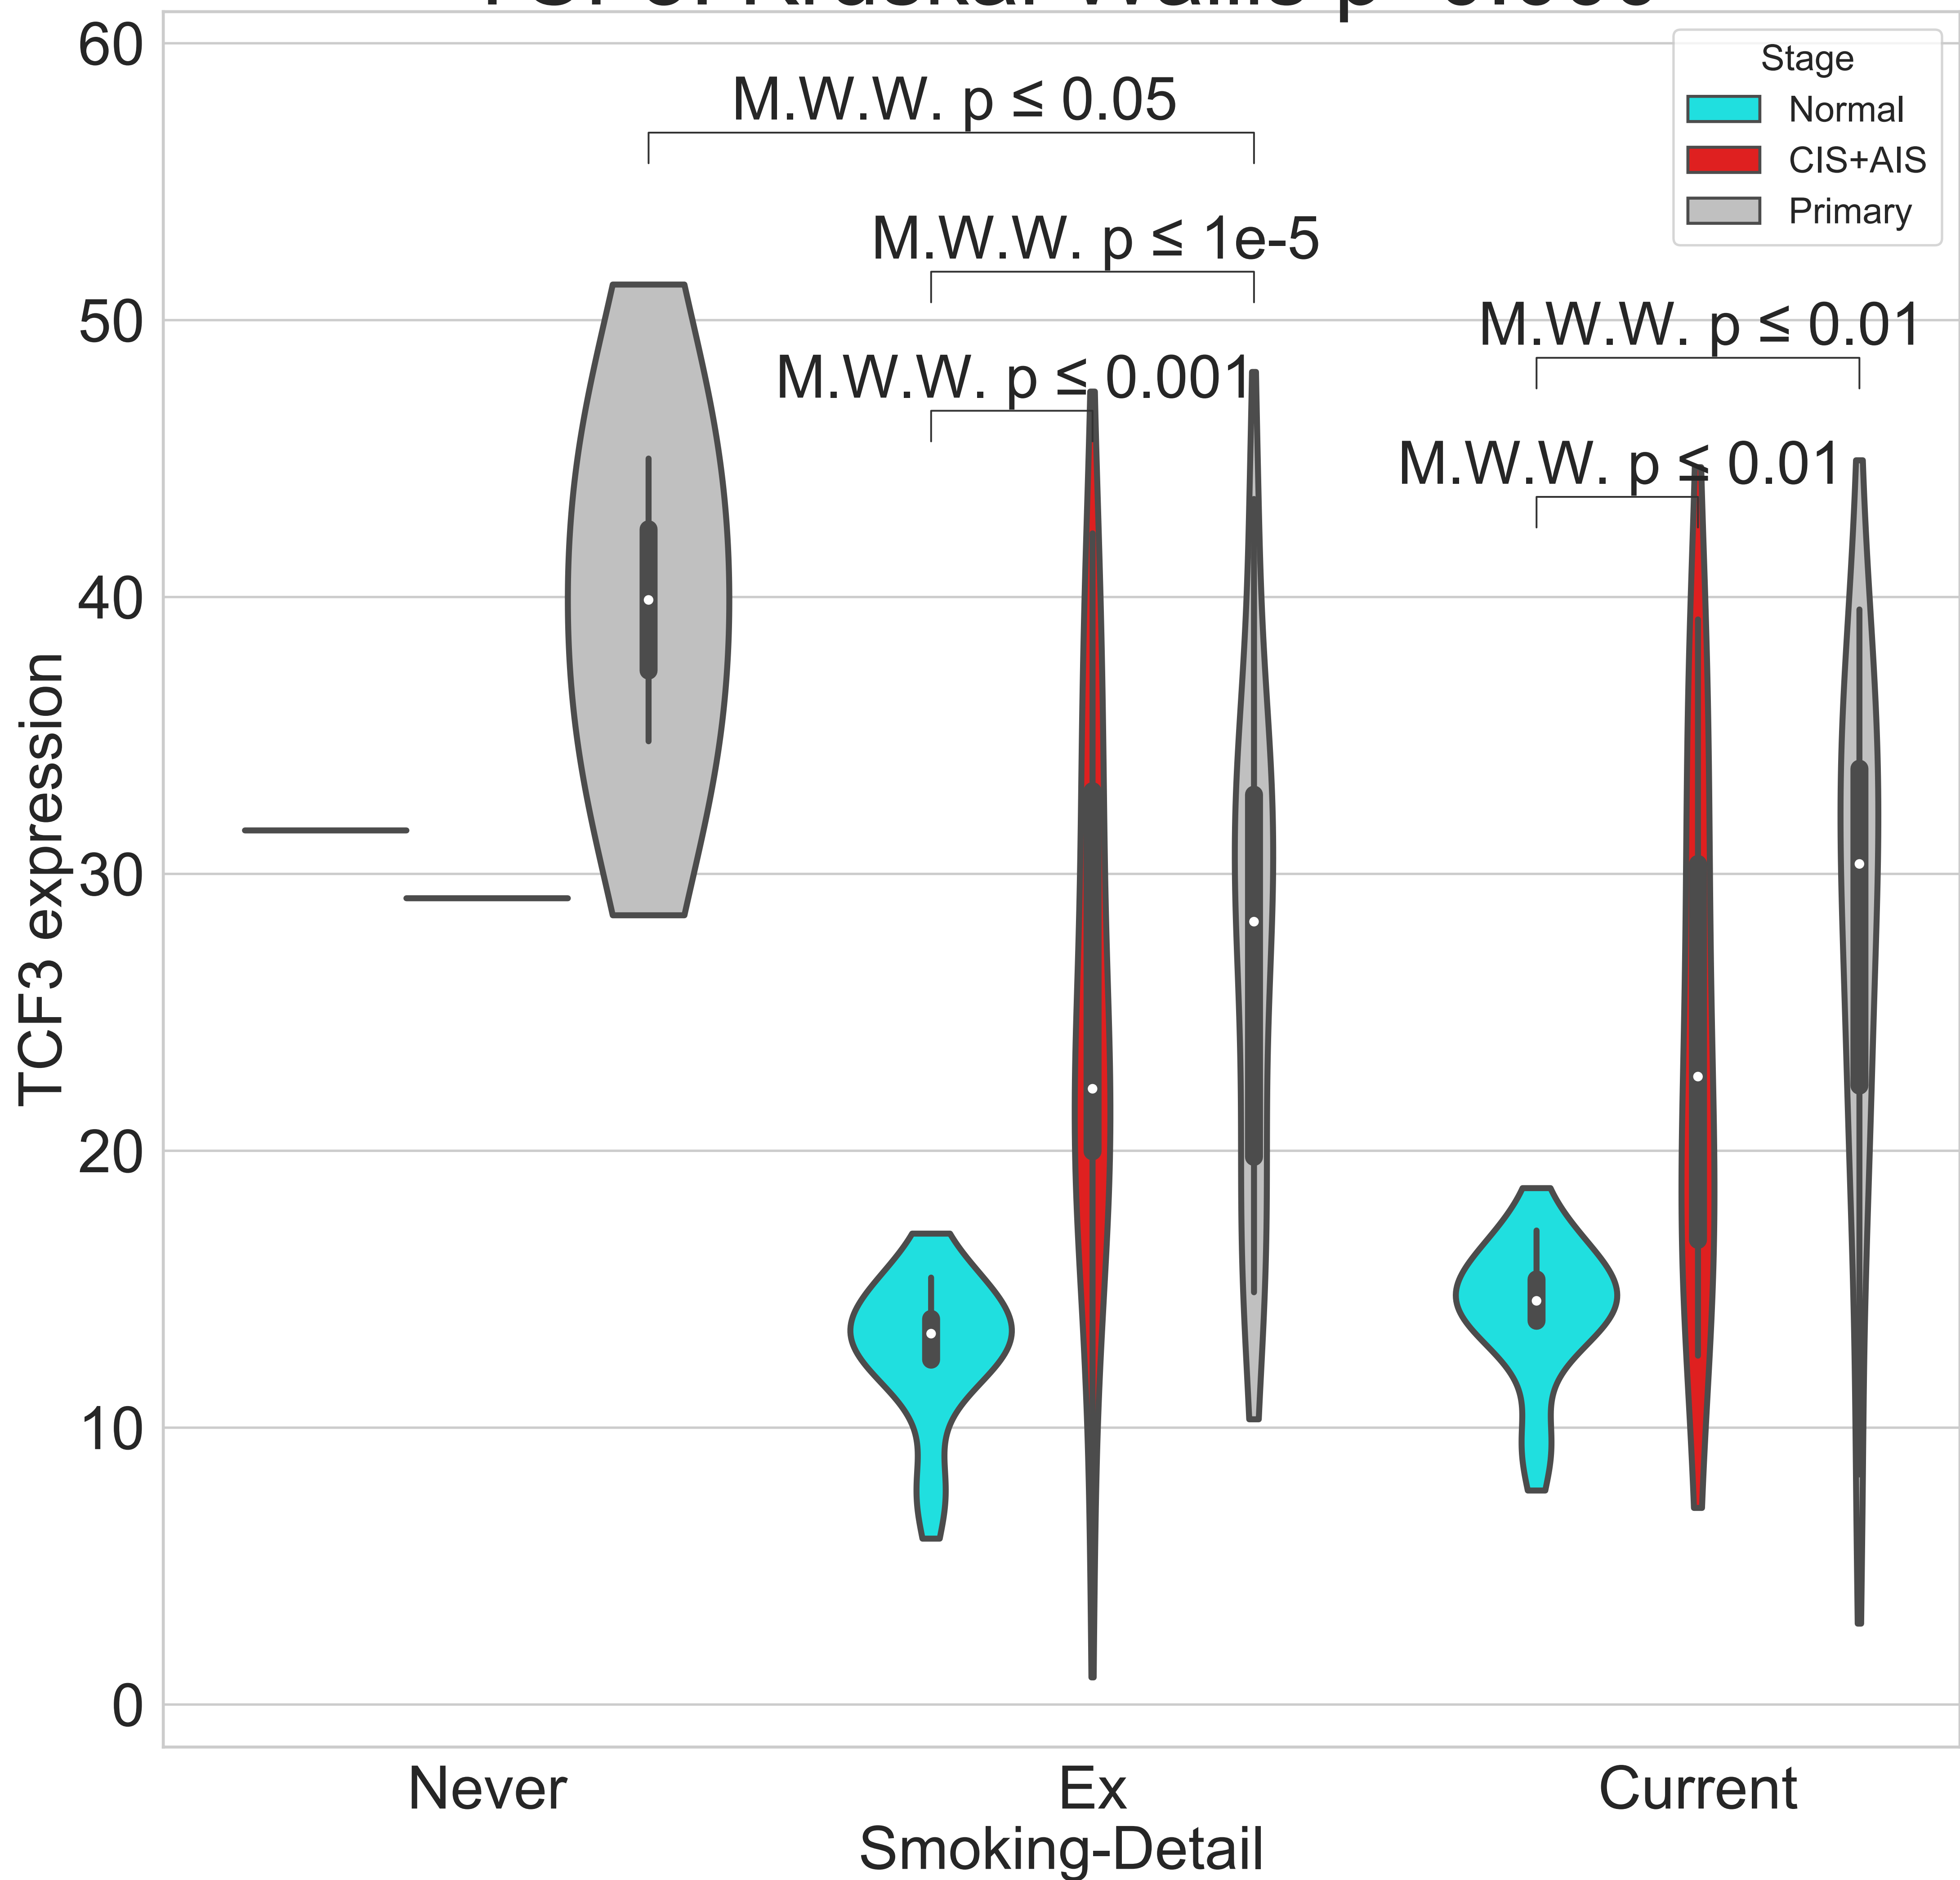 60
50
40
30
20
10
0
TCF3 expression
M.W.W. p ≤ 0.05
M.W.W. p ≤ 1e-5
M.W.W. p ≤ 0.001
M.W.W. p ≤ 0.01
M.W.W. p ≤ 0.01
Stage
Normal
CIS+AIS
Primary
Never
Ex
Current
Smoking-Detail